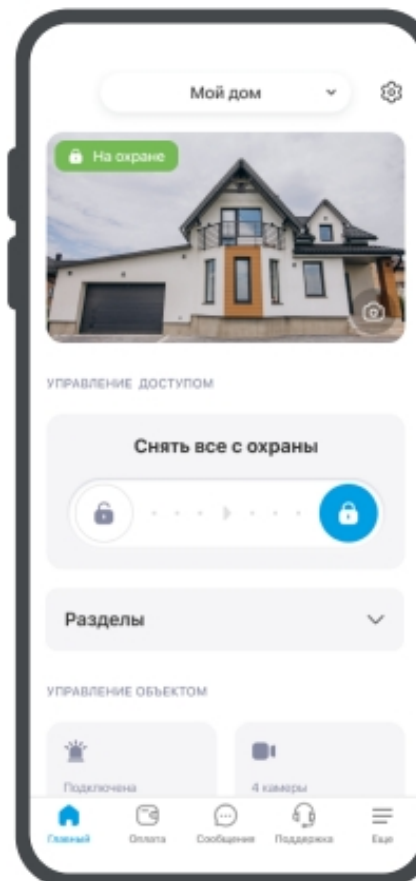 Мой дом
На охране
УПРАВЛЕНИЕ ДОСТУПОМ
Снять все с охраны
Разделы
УПРАВЛЕНИЕ ОБЪЕКТОМ
Подключена
4 камеры
Главный
Оплата
Сообщения
Поддержка
Еще